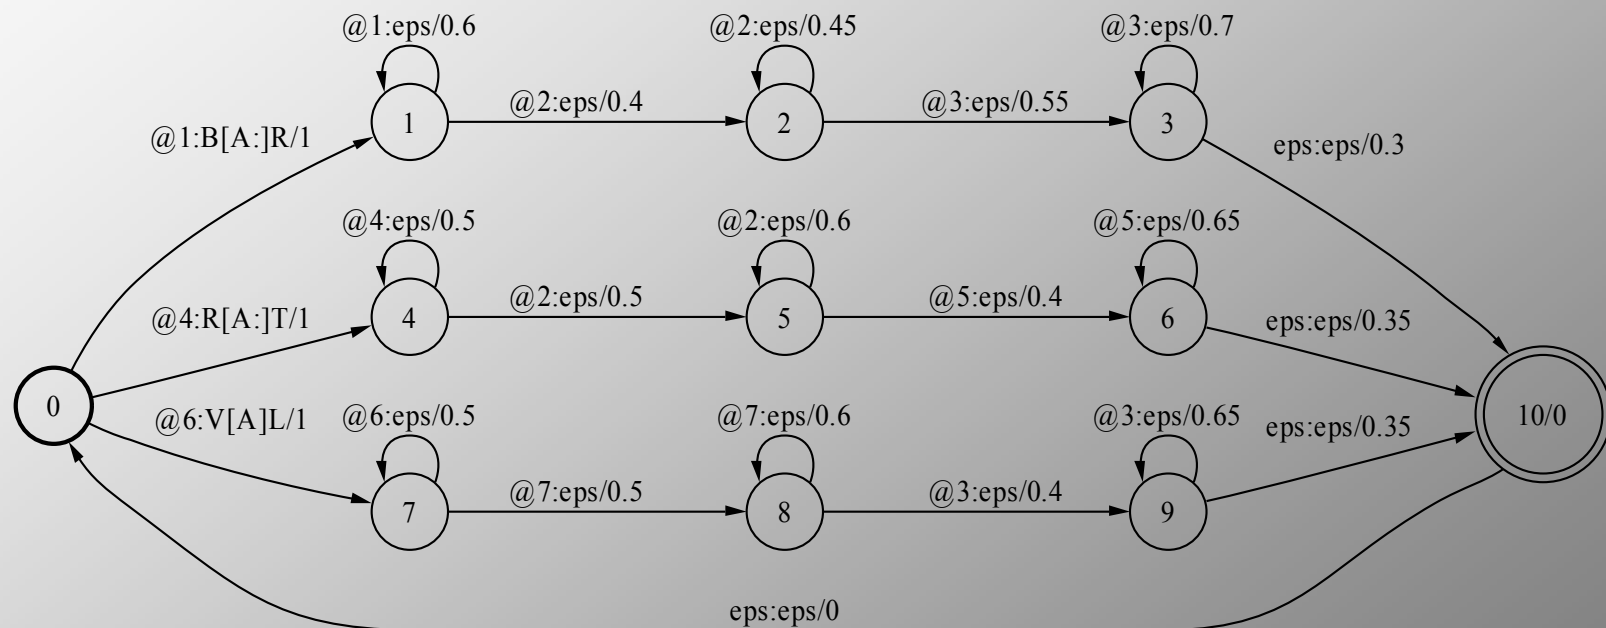 @1:eps/0.6 @2:eps/0.45 @3:eps/0.7
1 @2:eps/0.4 2 @3:eps/0.55 3
@1:B[A:]R/1 eps:eps/0.3
@4:eps/0.5 @2:eps/0.6 @5:eps/0.65
@4:R[A:]T/1 4 @2:eps/0.5 5 @5:eps/0.4 6 eps:eps/0.35
0 @6:V[A]L/1 @6:eps/0.5 @7:eps/0.6 @3:eps/0.65 eps:eps/0.35 10/0
7 @7:eps/0.5 8 @3:eps/0.4 9
eps:eps/0